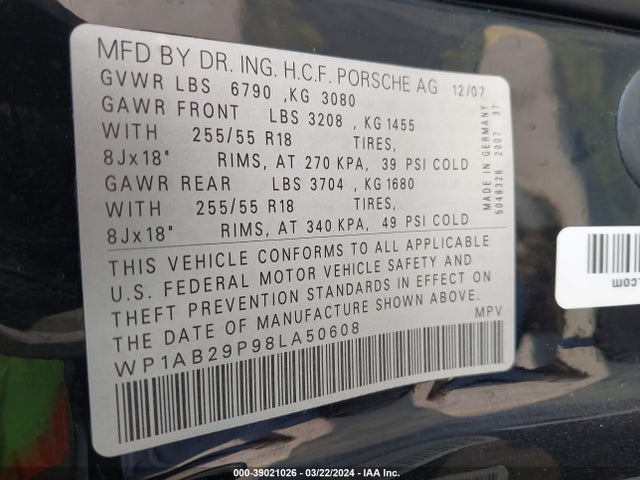 MFD BY DR. ING. H.C.F. PORSCHE AG 12/07
GVWR LBS 6790 , KG 3080
GAWR FRONT LBS 3208 , KG 1455
WITH 255/55 R18 TIRES,
8Jx18" RIMS, AT 270 KPA, 39 PSI COLD
GAWR REAR LBS 3704 , KG 1680
WITH 255/55 R18 TIRES,
8Jx18" RIMS, AT 340 KPA, 49 PSI COLD
MADE IN GERMANY
5048328 2007 37
THIS VEHICLE CONFORMS TO ALL APPLICABLE
U.S. FEDERAL MOTOR VEHICLE SAFETY AND
THEFT PREVENTION STANDARDS IN EFFECT ON
THE DATE OF MANUFACTURE SHOWN ABOVE.
MPV
WP1AB29P98LA50608
000-39021026 - 03/22/2024 - IAA Inc.